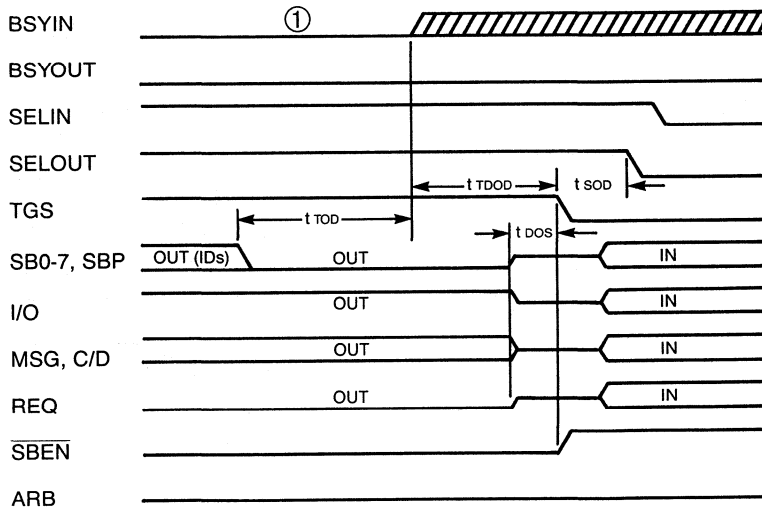 BSYIN ①
BSYOUT
SELIN
SELOUT
t TDOD t SOD
TGS
t TOD
t DOS
SB0-7, SBP OUT (IDs) OUT IN
I/O OUT IN
MSG, C/D OUT IN
REQ OUT IN
SBEN
ARB